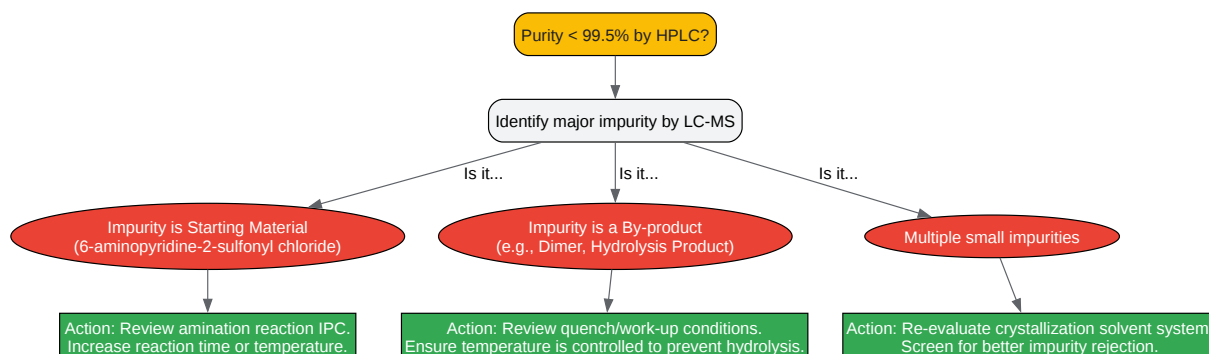 Purity < 99.5% by HPLC?
Identify major impurity by LC-MS
Is it...
Is it...
Is it...
Impurity is Starting Material
(6-aminopyridine-2-sulfonyl chloride)
Impurity is a By-product
(e.g., Dimer, Hydrolysis Product)
Multiple small impurities
Action: Review amination reaction IPC.
Increase reaction time or temperature.
Action: Review quench/work-up conditions.
Ensure temperature is controlled to prevent hydrolysis.
Action: Re-evaluate crystallization solvent system
Screen for better impurity rejection.